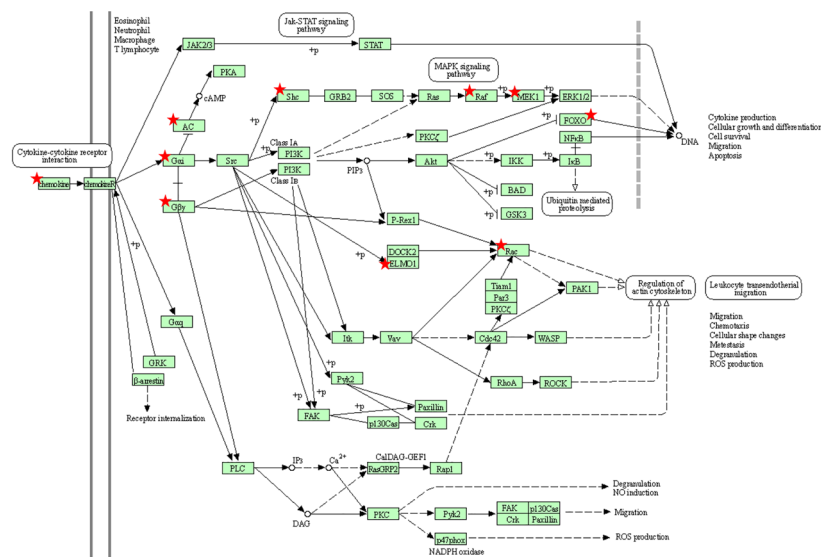 Eosinophil
Neutrophil
Macrophage
T lymphocyte
Jak-STAT signaling
pathway
+p
JAK2/3
STAT
MAPK signaling
pathway
PKA
cAMP
+p
Shc
GRB2
SOS
+p
Ras
Raf
+p
MEK1
+p
ERK1/2
AC
+p
FOXO
DNA
Cytokine production
Cellular growth and differentiation
Cell survival
Migration
Apoptosis
Cytokine-cytokine receptor
interaction
Class IA
+p
PI3K
PI3K
Class IB
PKCζ
NFκB
Gαi
Src
PIP3
Akt
+p
IKK
+p
IκB
chemokine
chemokineR
+p
BAD
+p
GSK3
Ubiquitin mediated
proteolysis
Gβγ
P-Rex1
+p
+p
DOCK2
ELMO1
Rac
Tiam1
Par3
PKCζ
PAK1
Regulation of
actin cytoskeleton
Leukocyte transendotherial
migration
Gαq
Itk
Vav
Cdc42
WASP
Migration
Chemotaxis
Cellular shape changes
Metastasis
Degranulation
ROS production
GRK
β-arrestin
Receptor internalization
+p
Pyk2
RhoA
ROCK
+p
+p
FAK
Paxillin
p130Cas
Crk
PLC
IP3
Ca2+
CalDAG-GEF1
RasGRP2
Rap1
DAG
PKC
Pyk2
FAK
p130Cas
Crk
Paxillin
p47phox
NADPH oxidase
Degranulation
NO induction
Migration
ROS production